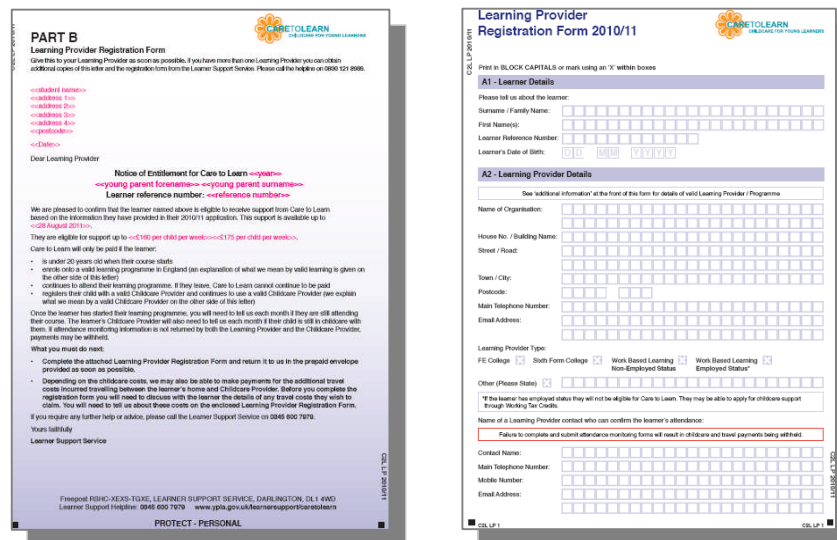 PART B
CARETOLEARN
CHILDCARE FOR YOUNG LEARNERS
Learning Provider Registration Form
Give this to your Learning Provider as soon as possible. If you have more than one Learning Provider you can obtain
additional copies of this letter and the registration form from the Learner Support Service. Please call the helpline on 0800 121 8989.
<<student name>>
<<address 1>>
<<address 2>>
<<address 3>>
<<address 4>>
<<postcode>>
<<Date>>
Dear Learning Provider
Notice of Entitlement for Care to Learn <<year>>
<<young parent forename>> <<young parent surname>>
Learner reference number: <<reference number>>
We are pleased to confirm that the learner named above is eligible to receive support from Care to Learn
based on the information they have provided in their 2010/11 application. This support is available up to
<<28 August 2011>>.
They are eligible for support up to <<£160 per child per week>><<£175 per child per week>>.
Care to Learn will only be paid if the learner:
• is under 20 years old when their course starts
• enrols onto a valid learning programme in England (an explanation of what we mean by valid learning is given on
the other side of this letter)
• continues to attend their learning programme. If they leave, Care to Learn cannot continue to be paid
• registers their child with a valid Childcare Provider and continues to use a valid Childcare Provider (we explain
what we mean by a valid Childcare Provider on the other side of this letter)
Once the learner has started their learning programme, you will need to tell us each month if they are still attending
their course. The learner's Childcare Provider will also need to tell us each month if their child is still in childcare with
them. If attendance monitoring information is not returned by both the Learning Provider and the Childcare Provider,
payments may be withheld.
What you must do next:
• Complete the attached Learning Provider Registration Form and return it to us in the prepaid envelope
provided as soon as possible.
• Depending on the childcare costs, we may also be able to make payments for the additional travel
costs incurred travelling between the learner's home and Childcare Provider. Before you complete the
registration form you will need to discuss with the learner the details of any travel costs they wish to
claim. You will need to tell us about these costs on the enclosed Learning Provider Registration Form.
If you require any further help or advice, please call the Learner Support Service on 0845 600 7979.
Yours faithfully
Learner Support Service
C2L LP 2010/11
Freepost RSHC-XEXS-TGXE, LEARNER SUPPORT SERVICE, DARLINGTON, DL1 4WD
Learner Support Helpline: 0845 600 7979 www.ypla.gov.uk/learnersupport/caretolearn
PROTECT - PERSONAL
Learning Provider
Registration Form 2010/11
CARETOLEARN
CHILDCARE FOR YOUNG LEARNERS
C2L LP 2010/11
Print in BLOCK CAPITALS or mark using an 'X' within boxes
A1 - Learner Details
Please tell us about the learner:
Surname / Family Name:
First Name(s):
Learner Reference Number:
Learner's Date of Birth: D D M M Y Y Y Y
A2 - Learning Provider Details
See 'additional information' at the front of this form for details of valid Learning Provider / Programme
Name of Organisation:
House No. / Building Name:
Street / Road:
Town / City:
Postcode:
Main Telephone Number:
Email Address:
Learning Provider Type:
FE College X Sixth Form College X Work Based Learning X Work Based Learning X
Non-Employed Status Employed Status*
Other (Please State) X
*If the learner has employed status they will not be eligible for Care to Learn. They may be able to apply for childcare support
through Working Tax Credits.
Name of a Learning Provider contact who can confirm the learner's attendance:
Failure to complete and submit attendance monitoring forms will result in childcare and travel payments being withheld.
Contact Name:
Main Telephone Number:
Mobile Number:
Email Address:
C2L LP 2010/11
C2L LP 1
C2L LP 2010/11